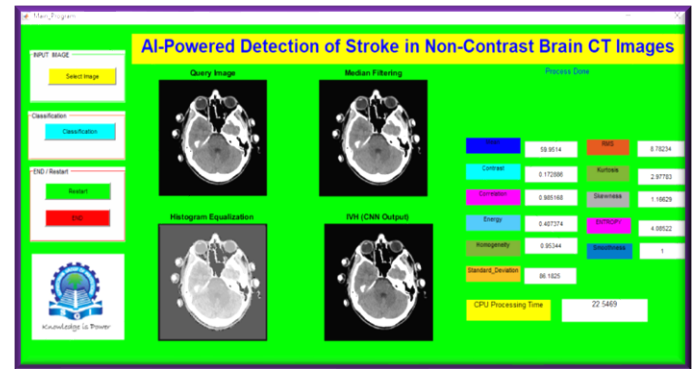 Main_Program
AI-Powered Detection of Stroke in Non-Contrast Brain CT Images
INPUT IMAGE
Select Image
Classification
Classification
END / Restart
Restart
END
Knowledge is Power
Query Image
Median Filtering
Histogram Equalization
IVH (CNN Output)
Process Done
59.9514
RMS
8.78234
Contrast
0.172886
Kurtosis
2.97783
Correlation
0.985168
Skewness
1.16629
Energy
0.407374
ENTROPY
4.08522
Homogeneity
0.95344
Smoothness
1
Standard_Deviation
86.1825
CPU Processing Time
22.5469